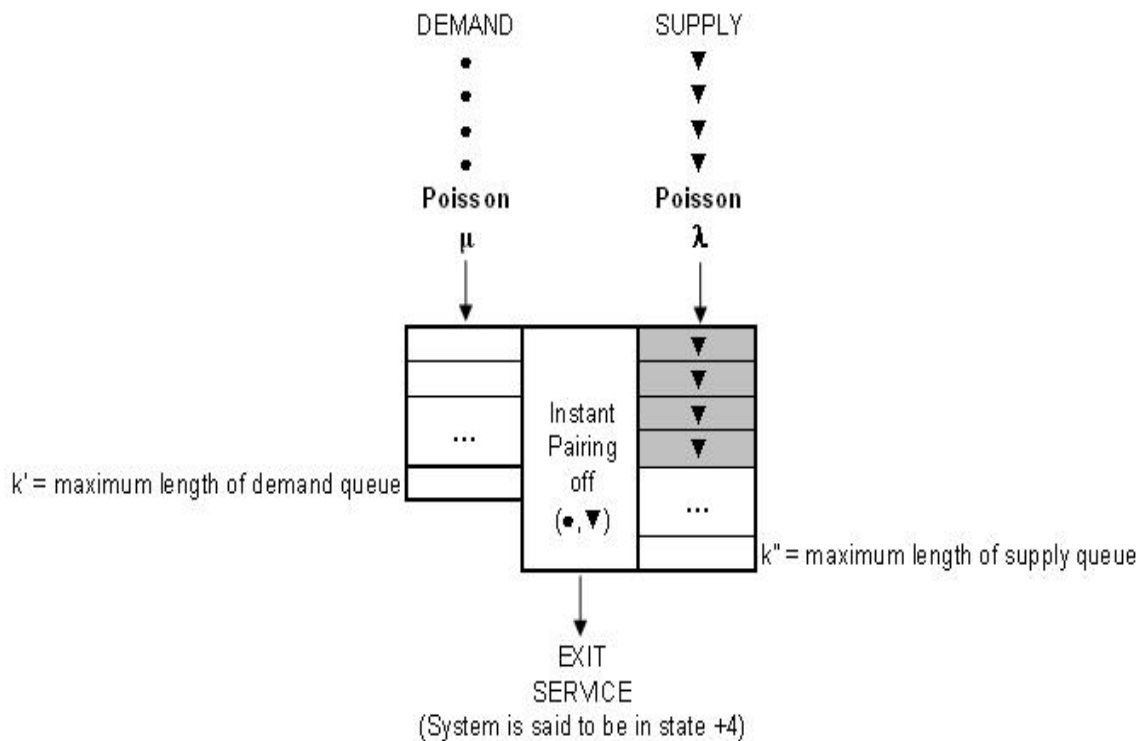 DEMAND
SUPPLY
Poisson
Poisson
μ
λ
Instant
Pairing
off
(●,▼)
...
...
k' = maximum length of demand queue
k" = maximum length of supply queue
EXIT
SERVICE
(System is said to be in state +4)